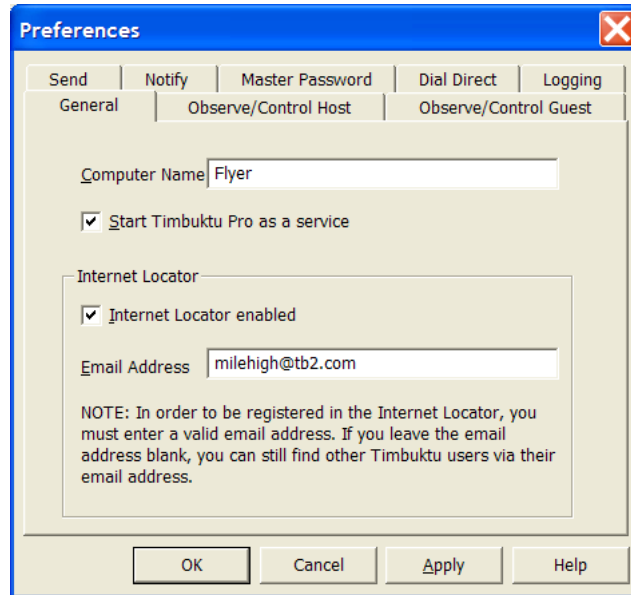 Preferences
Send Notify Master Password Dial Direct Logging
General Observe/Control Host Observe/Control Guest
Computer Name Flyer
Start Timbuktu Pro as a service
Internet Locator
Internet Locator enabled
Email Address milehigh@tb2.com
NOTE: In order to be registered in the Internet Locator, you
must enter a valid email address. If you leave the email
address blank, you can still find other Timbuktu users via their
email address.
OK Cancel Apply Help